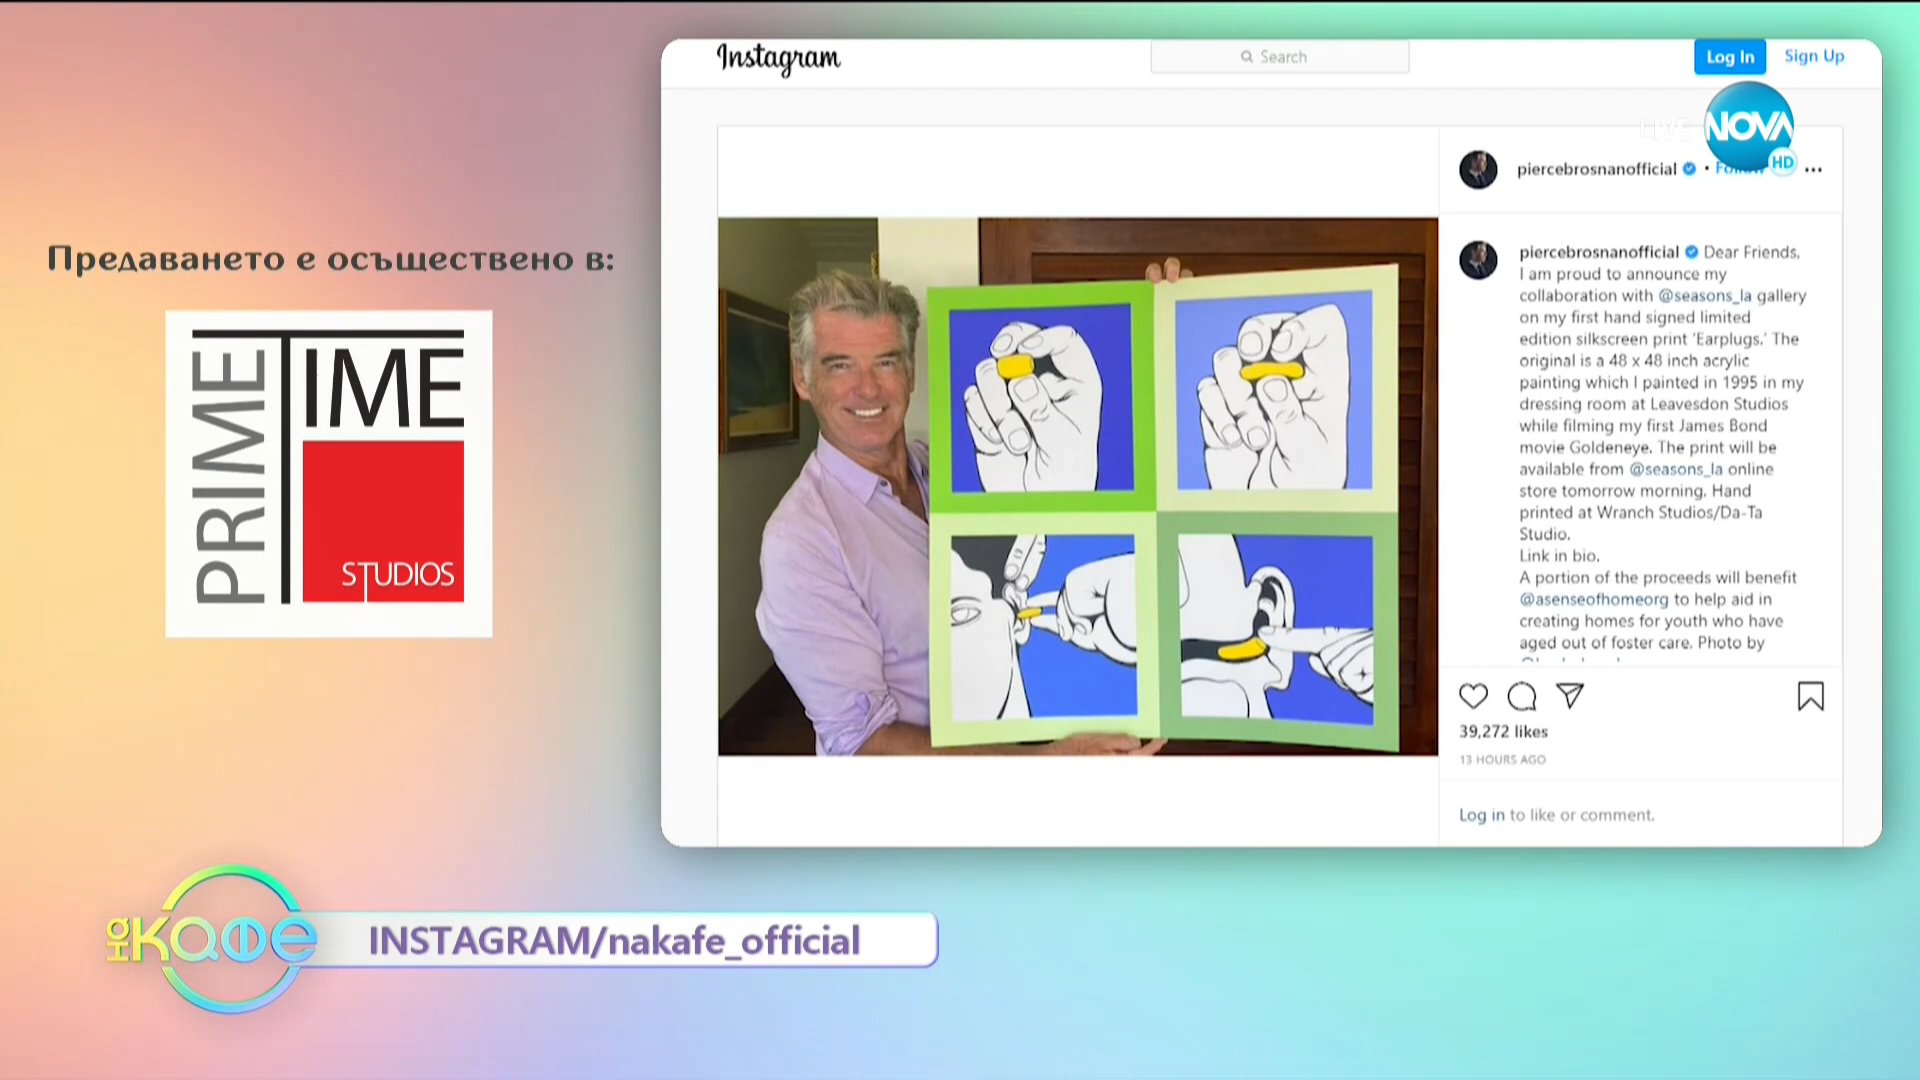 Instagram
Search
Log In
Sign Up
LIVE
NOVA
HD
piercebrosnanofficial • Follow
Предаването е осъществено в:
PRIME TIME
STUDIOS
piercebrosnanofficial Dear Friends,
I am proud to announce my
collaboration with @seasons_la gallery
on my first hand signed limited
edition silkscreen print ‘Earplugs.’ The
original is a 48 x 48 inch acrylic
painting which I painted in 1995 in my
dressing room at Leavesdon Studios
while filming my first James Bond
movie Goldeneye. The print will be
available from @seasons_la online
store tomorrow morning. Hand
printed at Wranch Studios/Da-Ta
Studio.
Link in bio.
A portion of the proceeds will benefit
@asenseofhomeorg to help aid in
creating homes for youth who have
aged out of foster care. Photo by
39,272 likes
13 HOURS AGO
Log in to like or comment.
на кафе
INSTAGRAM/nakafe_official